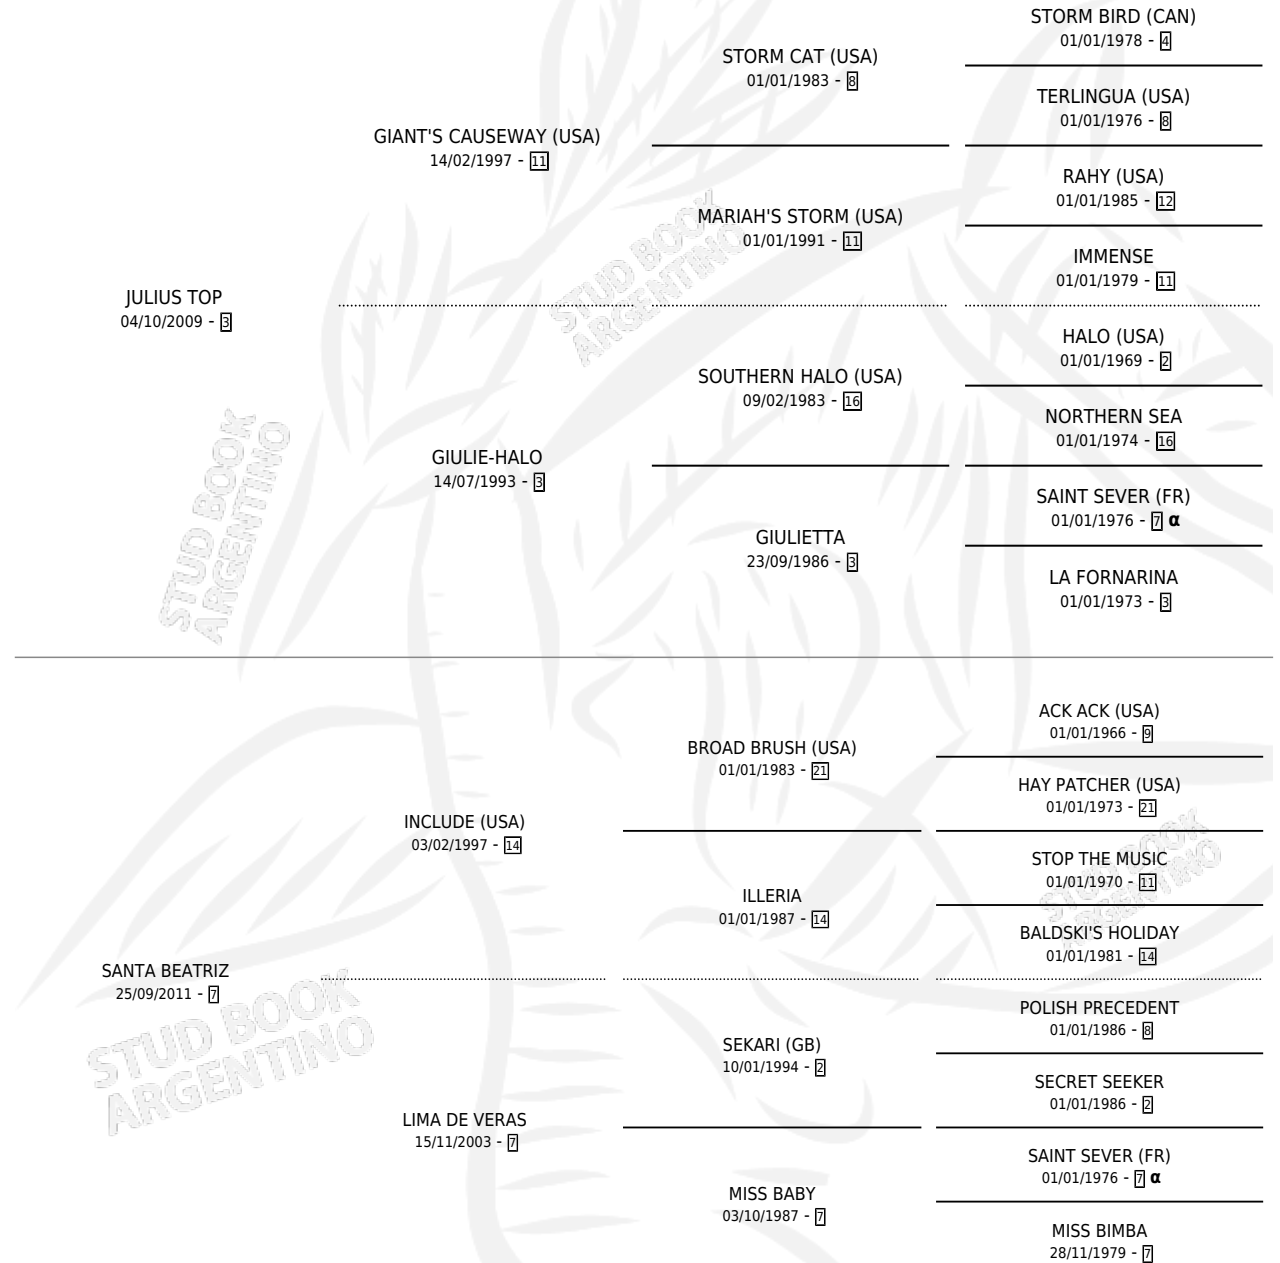 STORM BIRD (CAN)
01/01/1978 - 4
STORM CAT (USA)
01/01/1983 - 8
TERLINGUA (USA)
01/01/1976 - 8
GIANT'S CAUSEWAY (USA)
14/02/1997 - 11
RAHY (USA)
01/01/1985 - 12
MARIAH'S STORM (USA)
01/01/1991 - 11
IMMENSE
01/01/1979 - 11
JULIUS TOP
04/10/2009 - 3
HALO (USA)
01/01/1969 - 2
SOUTHERN HALO (USA)
09/02/1983 - 16
NORTHERN SEA
01/01/1974 - 16
GIULIE-HALO
14/07/1993 - 3
SAINT SEVER (FR)
01/01/1976 - 7 α
GIULIETTA
23/09/1986 - 3
LA FORNARINA
01/01/1973 - 3
STUD BOOK
ARGENTINO
STUD BOOK
ARGENTINO
ACK ACK (USA)
01/01/1966 - 9
BROAD BRUSH (USA)
01/01/1983 - 21
HAY PATCHER (USA)
01/01/1973 - 21
INCLUDE (USA)
03/02/1997 - 14
STOP THE MUSIC
01/01/1970 - 11
ILLERIA
01/01/1987 - 14
BALDSKI'S HOLIDAY
01/01/1981 - 14
SANTA BEATRIZ
25/09/2011 - 7
POLISH PRECEDENT
01/01/1986 - 8
SEKARI (GB)
10/01/1994 - 2
SECRET SEEKER
01/01/1986 - 2
LIMA DE VERAS
15/11/2003 - 7
SAINT SEVER (FR)
01/01/1976 - 7 α
MISS BABY
03/10/1987 - 7
MISS BIMBA
28/11/1979 - 7
STUD BOOK
ARGENTINO
STUD BOOK
ARGENTINO